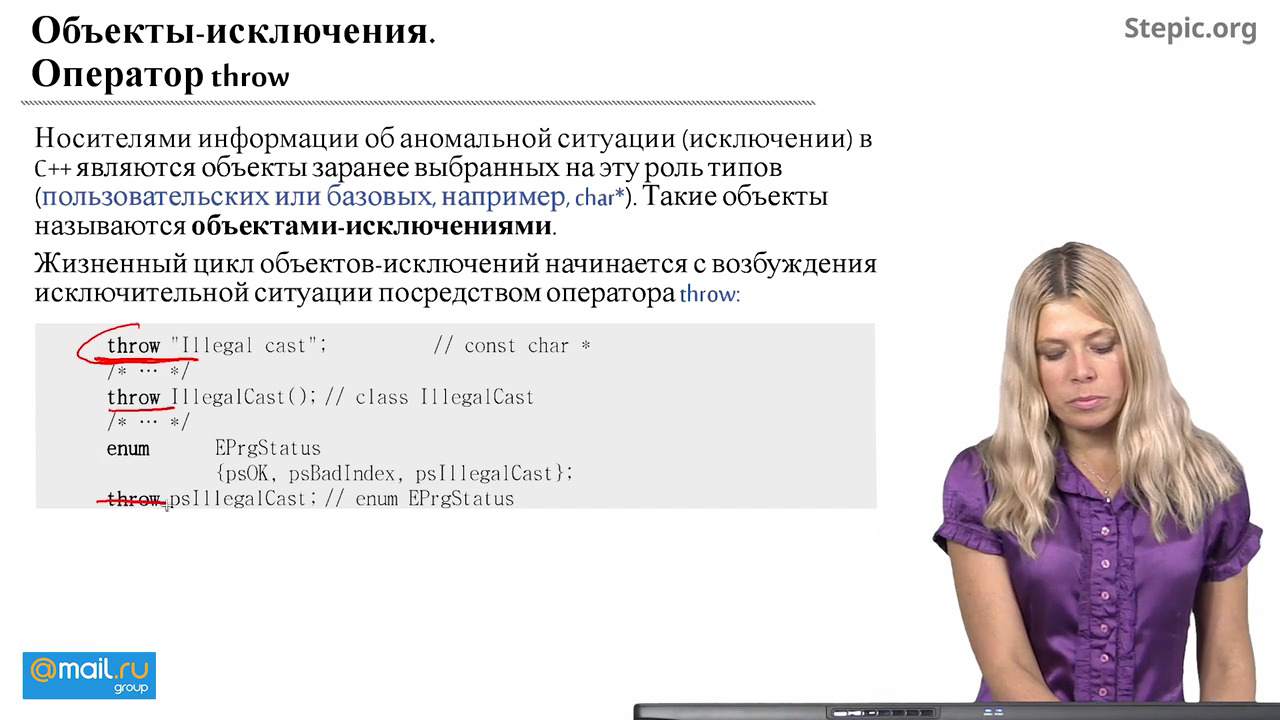 Объекты-исключения.
Оператор throw
Stepic.org
Носителями информации об аномальной ситуации (исключении) в
C++ являются объекты заранее выбранных на эту роль типов
(пользовательских или базовых, например, char*). Такие объекты
называются объектами-исключениями.
Жизненный цикл объектов-исключений начинается с возбуждения
исключительной ситуации посредством оператора throw:
throw "Illegal cast"; // const char *
/* … */
throw IllegalCast(); // class IllegalCast
/* … */
enum EPrgStatus
{psOK, psBadIndex, psIllegalCast};
throw psIllegalCast; // enum EPrgStatus
@mail.ru
group